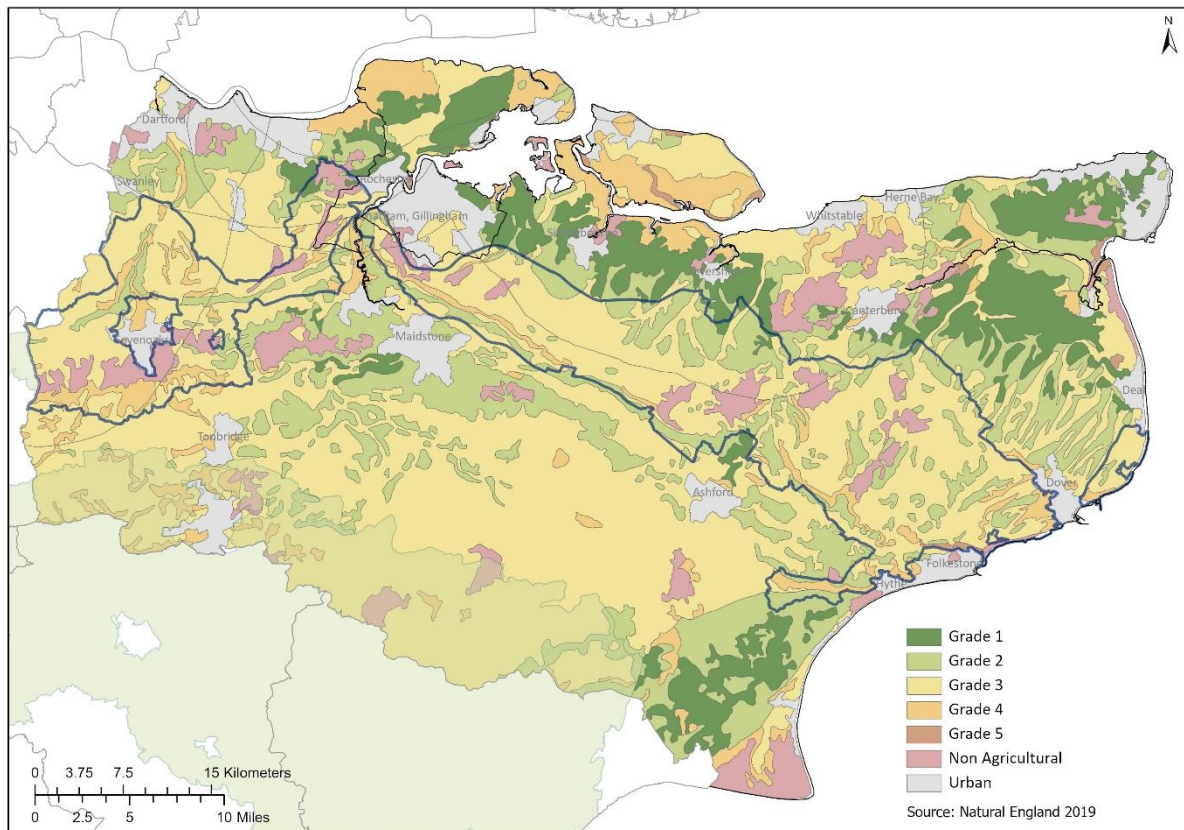 N
Dartford
Swanley
Rochester
Chatham, Gillingham
Whitstable
Herne Bay
Canterbury
Sevenoaks
Maidstone
Deal
Tonbridge
Ashford
Dover
Folkestone
Hythe
Grade 1
Grade 2
Grade 3
Grade 4
Grade 5
Non Agricultural
Urban
Source: Natural England 2019
0 3.75 7.5 15 Kilometers
0 2.5 5 10 Miles